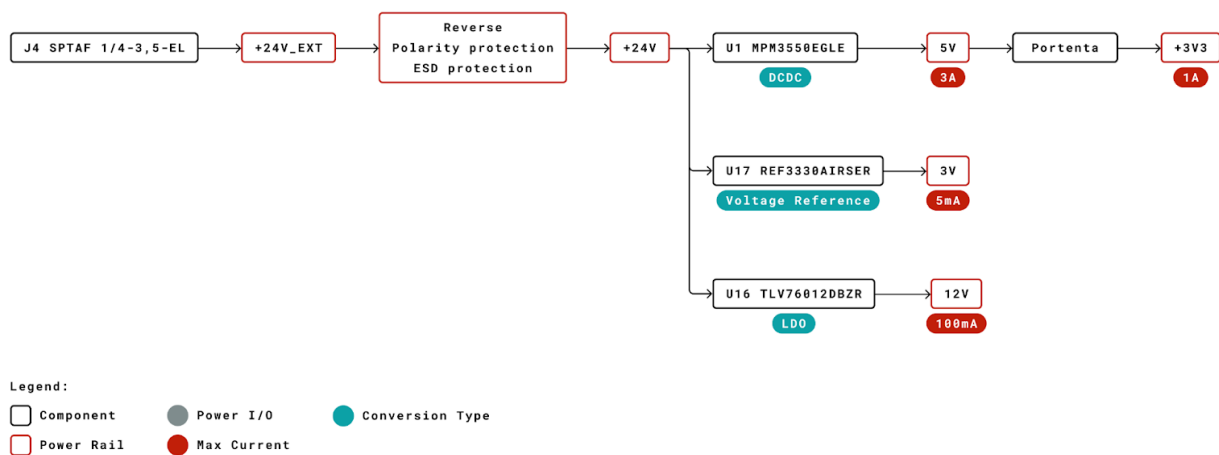 J4 SPTAF 1/4-3,5-EL
+24V_EXT
Reverse
Polarity protection
ESD protection
+24V
U1 MPM3550EGLE
DCDC
5V
3A
Portenta
+3V3
1A
U17 REF3330AIRSER
Voltage Reference
3V
5mA
U16 TLV76012DBZR
LDO
12V
100mA
Legend:
Component
Power I/O
Conversion Type
Power Rail
Max Current